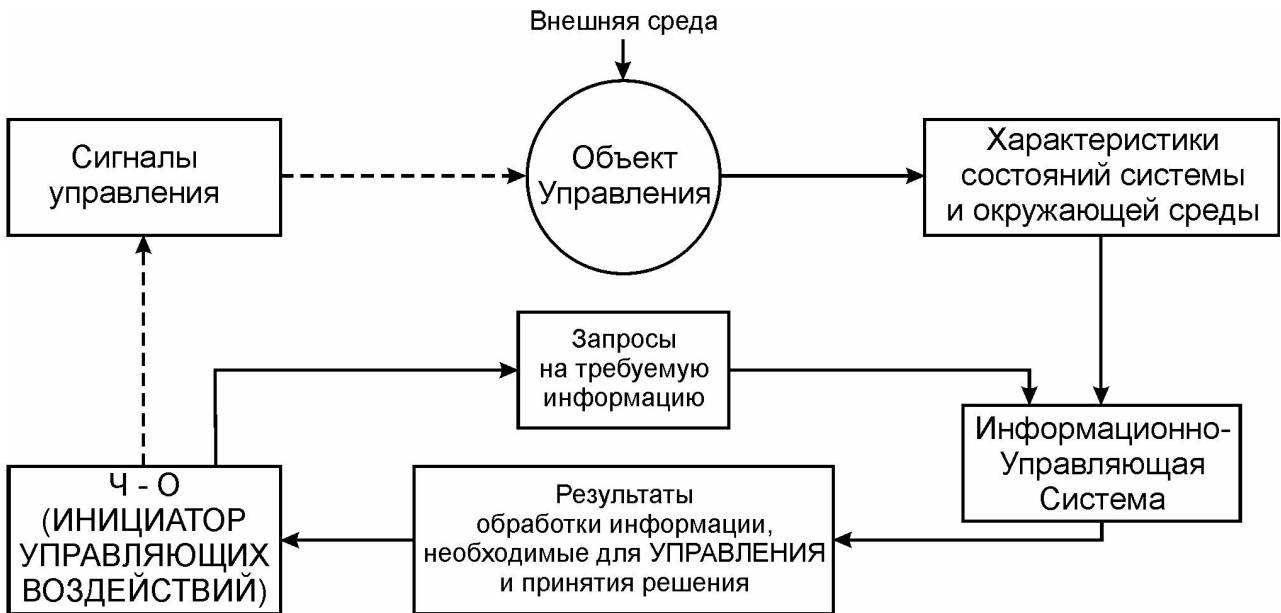 Внешняя среда
Сигналы
управления
Объект
Управления
Характеристики
состояний системы
и окружающей среды
Запросы
на требуемую
информацию
Информационно-
Управляющая
Система
Ч - О
(ИНИЦИАТОР
УПРАВЛЯЮЩИХ
ВОЗДЕЙСТВИЙ)
Результаты
обработки информации,
необходимые для УПРАВЛЕНИЯ
и принятия решения